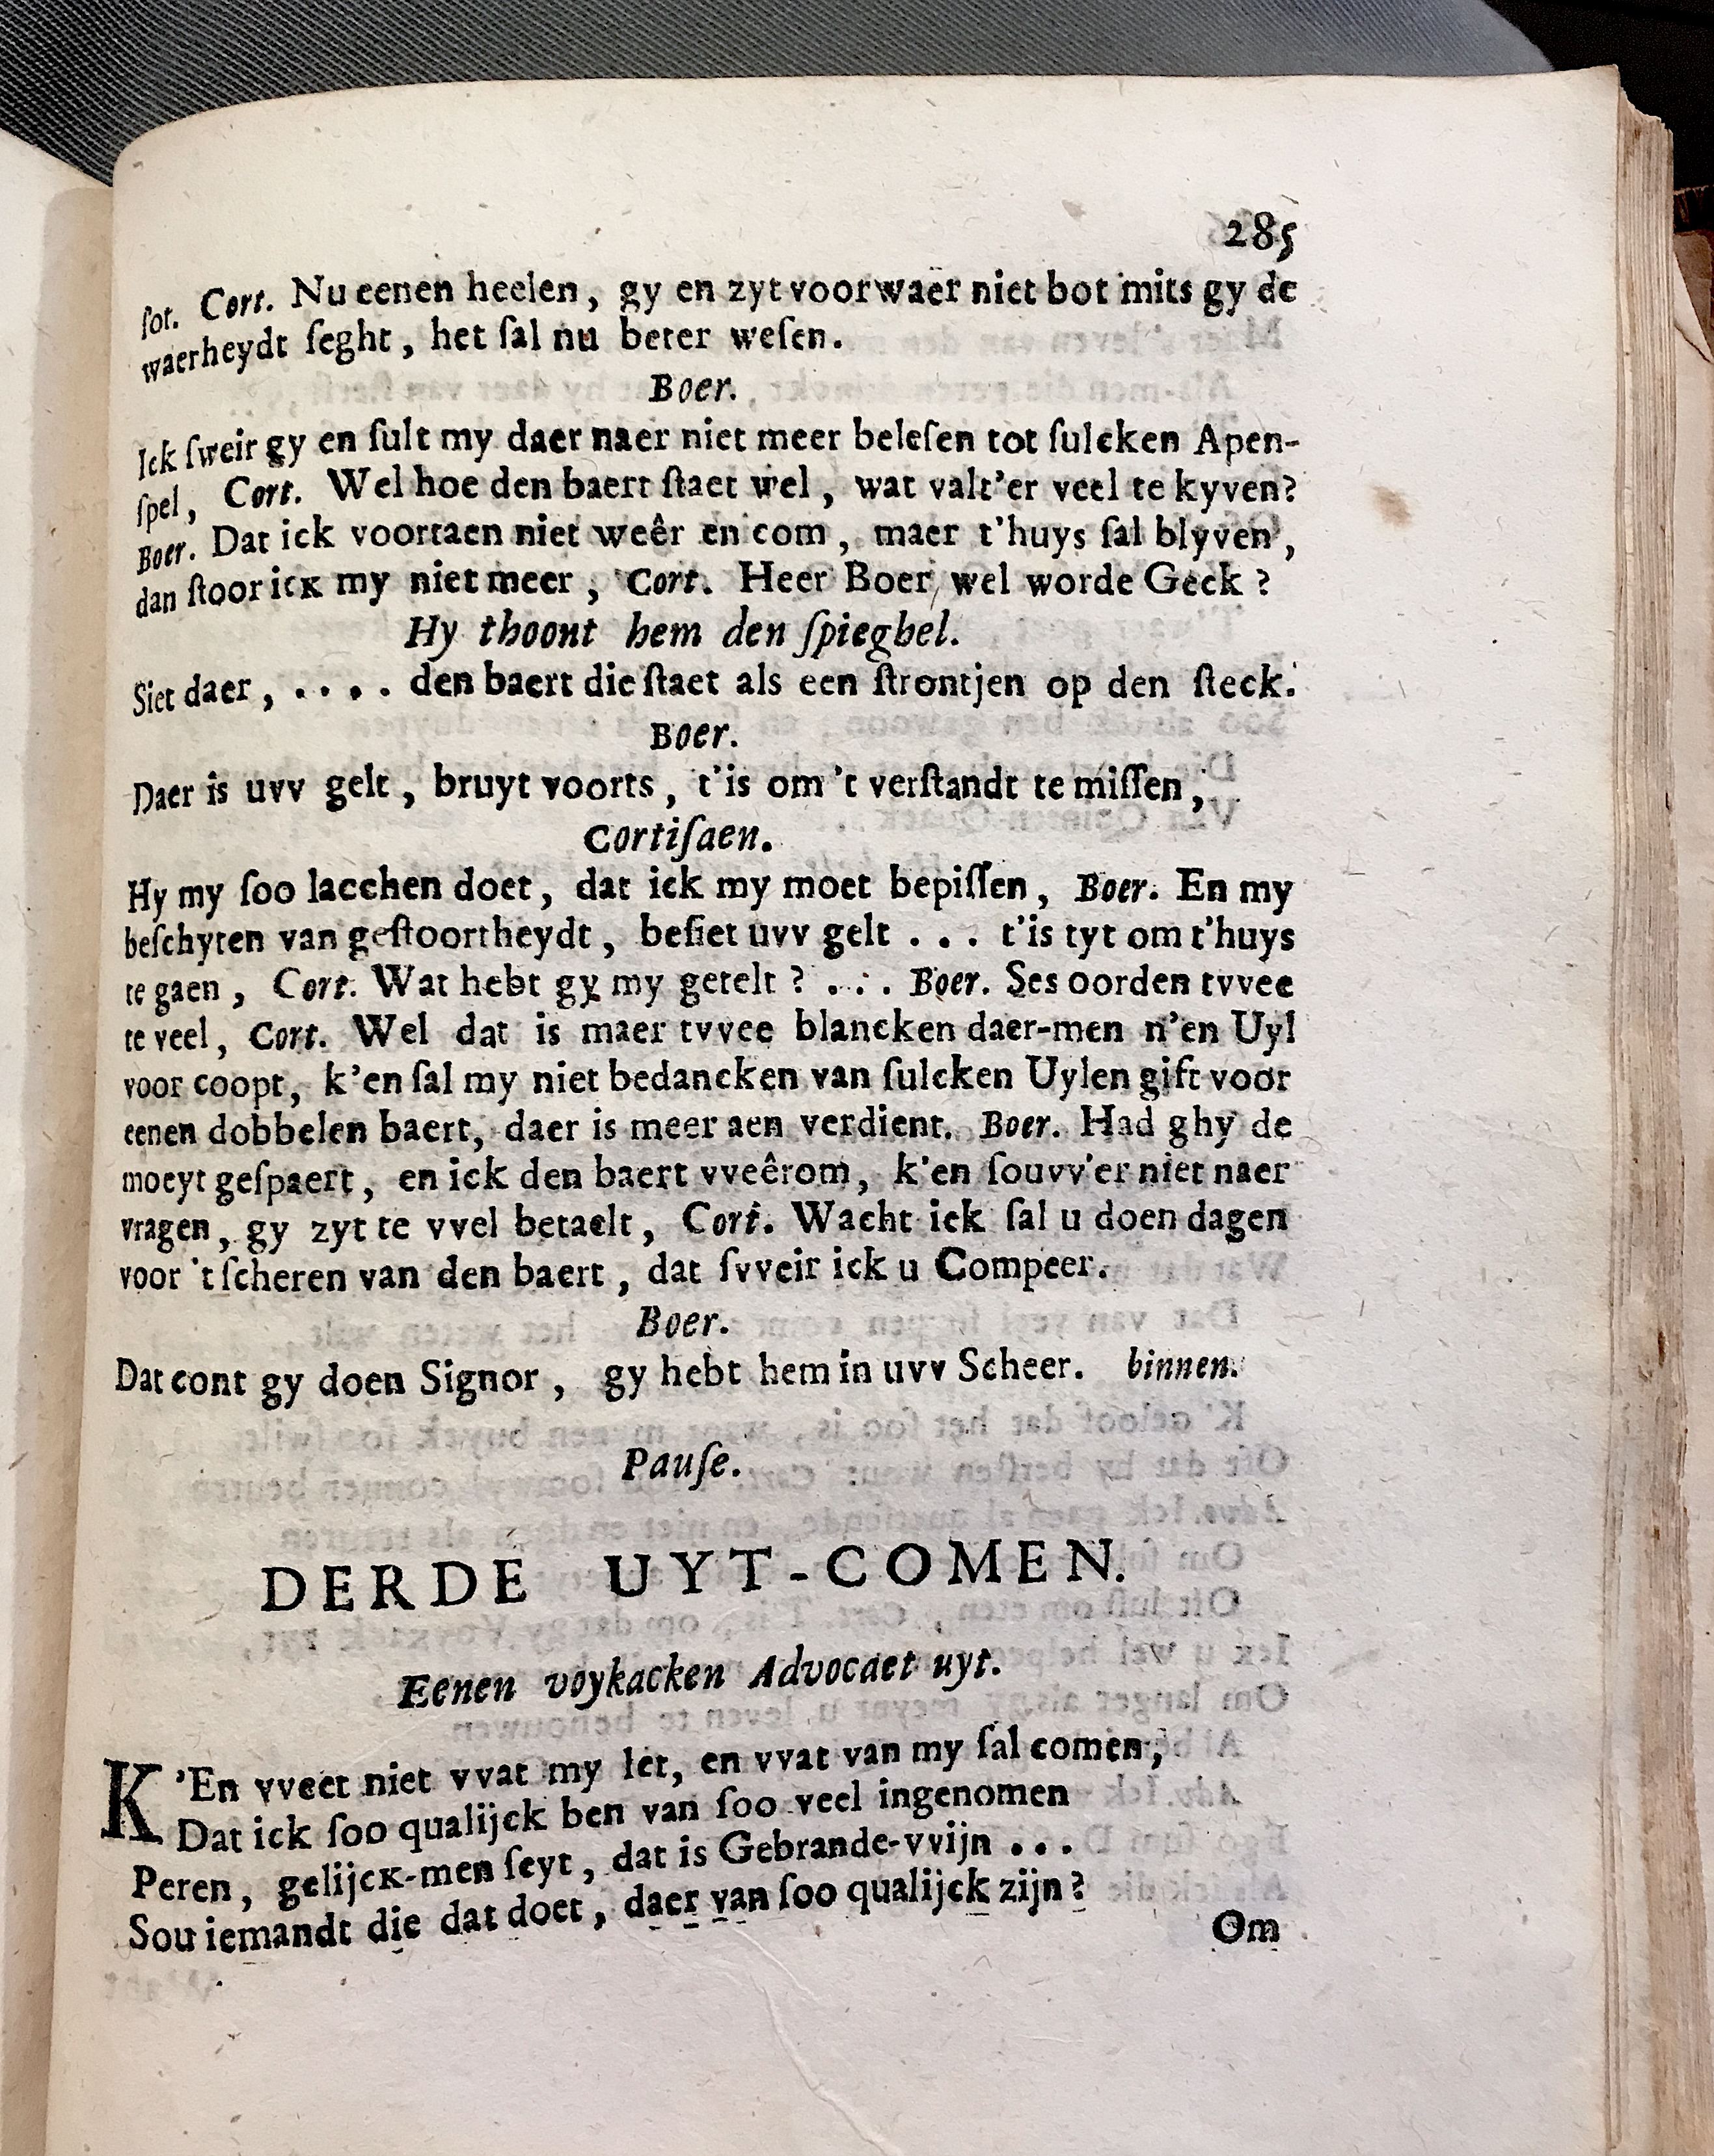 285
ſot. Cort. Nu eenen heelen, gy en zyt voorwaer niet bot mits gy de
waerheydt ſeght, het ſal nu beter weſen.
Boer.
Ick ſweir gy en ſult my daer naer niet meer beleſen tot ſulcken Apen-
ſpel, Cort. Wel hoe den baert ſtaet wel, wat valt'er veel te kyven?
Boer. Dat ick voortaen niet weêr en com, maer t'huys ſal blyven,
dan ſtoor ick my niet meer, Cort. Heer Boer, wel worde Geck?
Hy thoont hem den ſpieghel.
Siet daer, .... den baert die ſtaet als een ſtrontjen op den ſteck.
Boer.
Daer is uvv gelt, bruyt voorts, t'is om 't verſtandt te miſſen,
Cortiſaen.
Hy my ſoo lacchen doet, dat ick my moet bepiſſen, Boer. En my
beſchyten van geſtoortheydt, beſiet uvv gelt ... t'is tyt om t'huys
te gaen, Cort. Wat hebt gy my getelt? ... Boer. Ses oorden tvvee
te veel, Cort. Wel dat is maer tvvee blancken daer-men n'en Uyl
voor coopt, k'en ſal my niet bedancken van ſulcken Uylen gift voor
eenen dobbelen baert, daer is meer aen verdient. Boer. Had ghy de
moeyt geſpaert, en ick den baert vveêrom, k'en ſouvv'er niet naer
vragen, gy zyt te vvel betaelt, Cort. Wacht ick ſal u doen dagen
voor 't ſcheren van den baert, dat ſvveir ick u Compeer.
Boer.
Dat cont gy doen Signor, gy hebt hem in uvv Scheer. binnen.
Pauſe.
DERDE UYT-COMEN.
Eenen voykacken Advocaet uyt.
K'En vveet niet vvat my let, en vvat van my ſal comen,
Dat ick ſoo qualijck ben van ſoo veel ingenomen
Peren, gelijck-men ſeyt, dat is Gebrande-vvijn ...
Sou iemandt die dat doet, daer van ſoo qualijck zijn?
Om